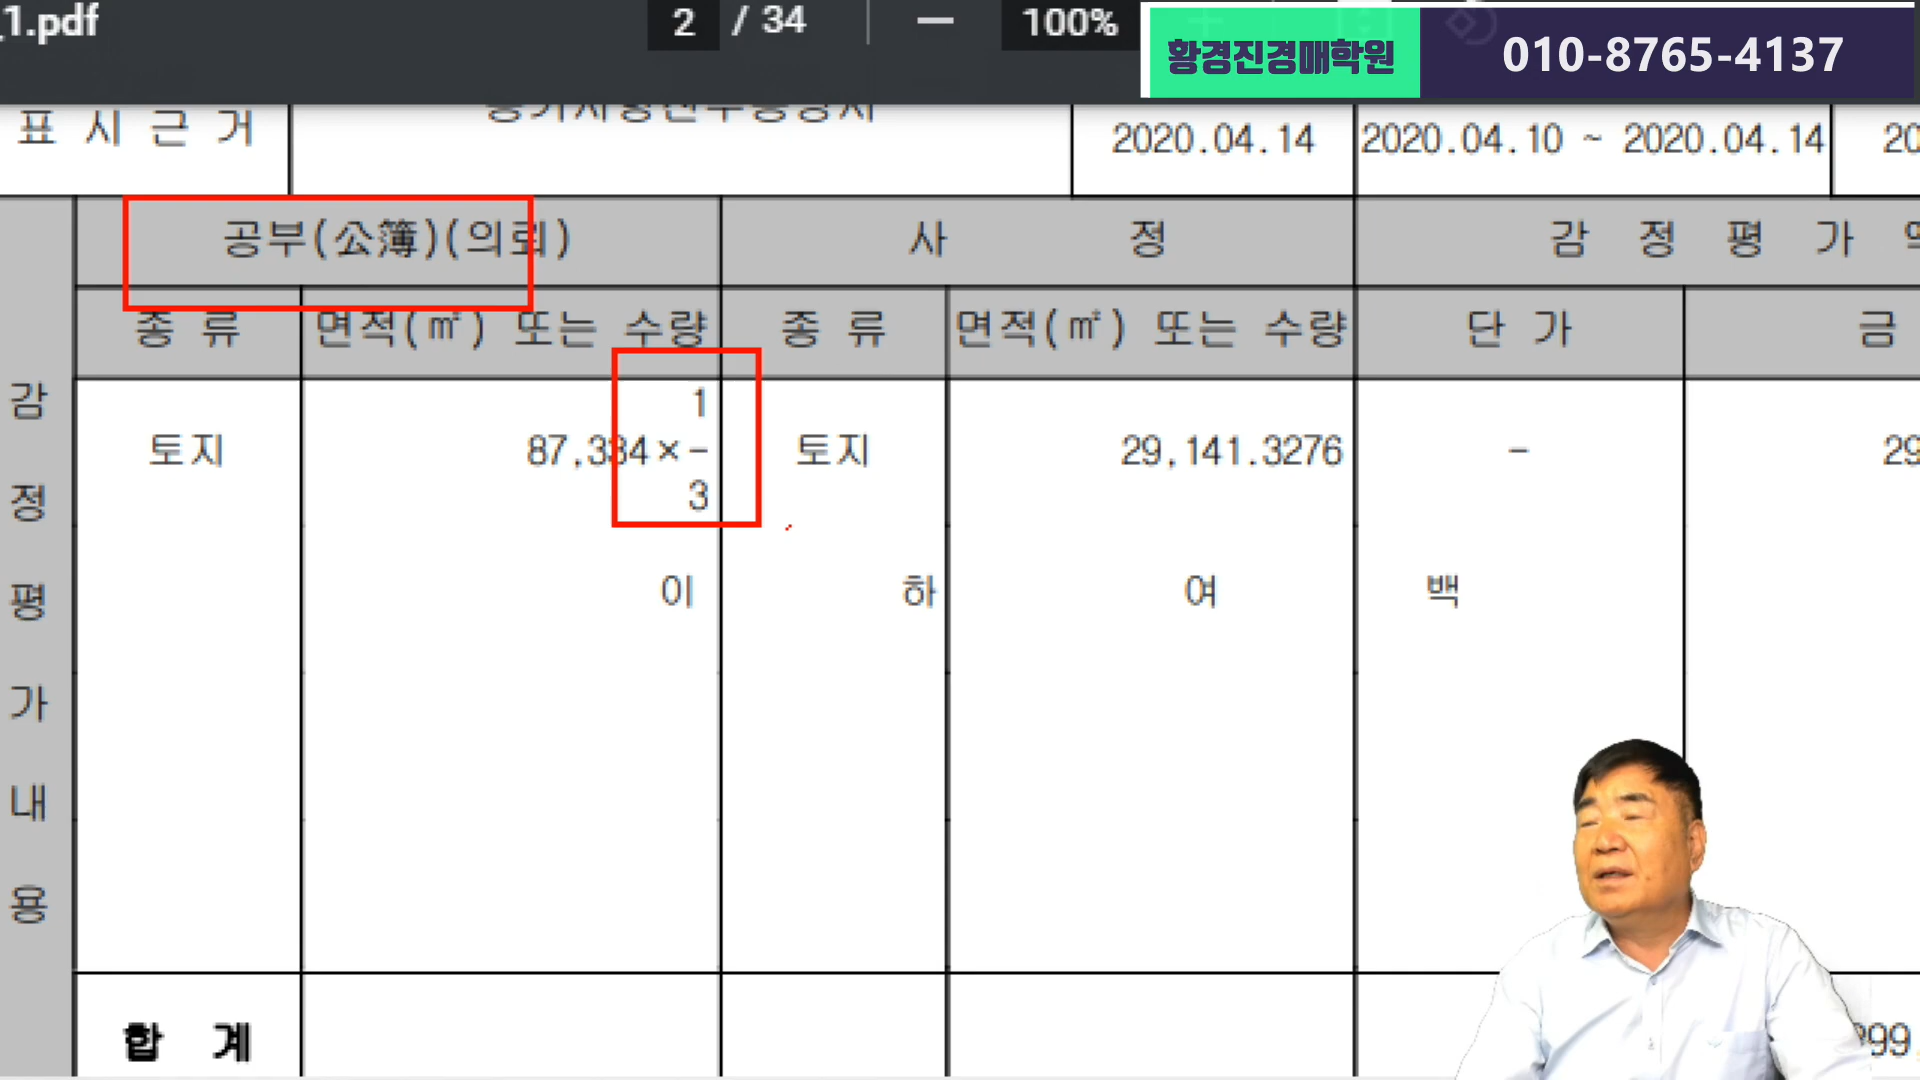 _1.pdf
2 / 34
100%
황경진경매학원 010-8765-4137
표 시 근 거
2020.04.14
2020.04.10 ~ 2020.04.14
20
공부(公簿)(의뢰)
사 정
감 정 평 가
종 류
면적(㎡) 또는 수량
종 류
면적(㎡) 또는 수량
단 가
금
감 정 평 가 내 용
토지
87,334×1/3
토지
29,141.3276
-
29
이 하 여 백
합 계
99,